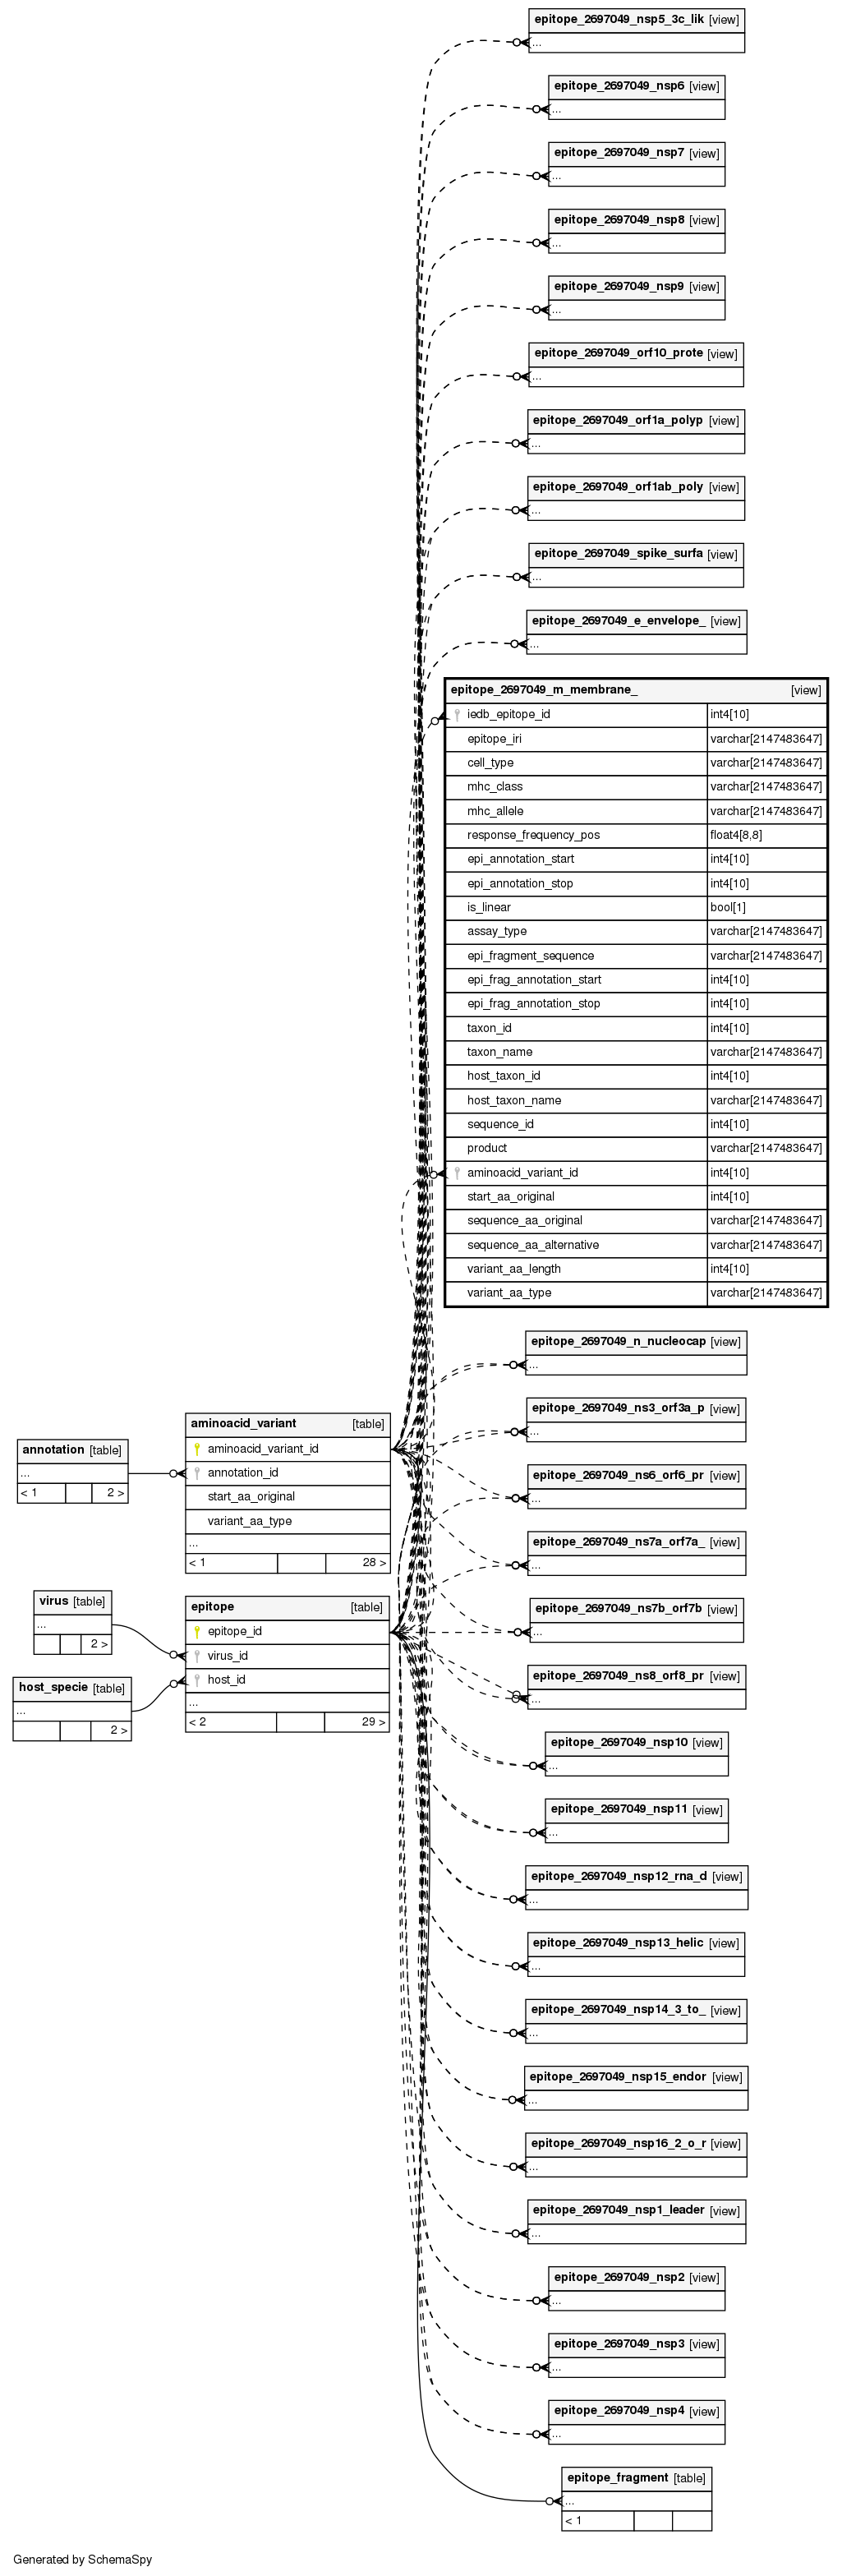 epitope_2697049_nsp5_3c_lik [view]
...
epitope_2697049_nsp6 [view]
...
epitope_2697049_nsp7 [view]
...
epitope_2697049_nsp8 [view]
...
epitope_2697049_nsp9 [view]
...
epitope_2697049_orf10_prote [view]
...
epitope_2697049_orf1a_polyp [view]
...
epitope_2697049_orf1ab_poly [view]
...
epitope_2697049_spike_surfa [view]
...
epitope_2697049_e_envelope_ [view]
...
epitope_2697049_m_membrane_ [view]
iedb_epitope_id int4[10]
epitope_iri varchar[2147483647]
cell_type varchar[2147483647]
mhc_class varchar[2147483647]
mhc_allele varchar[2147483647]
response_frequency_pos float4[8,8]
epi_annotation_start int4[10]
epi_annotation_stop int4[10]
is_linear bool[1]
assay_type varchar[2147483647]
epi_fragment_sequence varchar[2147483647]
epi_frag_annotation_start int4[10]
epi_frag_annotation_stop int4[10]
taxon_id int4[10]
taxon_name varchar[2147483647]
host_taxon_id int4[10]
host_taxon_name varchar[2147483647]
sequence_id int4[10]
product varchar[2147483647]
aminoacid_variant_id int4[10]
start_aa_original int4[10]
sequence_aa_original varchar[2147483647]
sequence_aa_alternative varchar[2147483647]
variant_aa_length int4[10]
variant_aa_type varchar[2147483647]
annotation [table]
...
< 1 2 >
virus [table]
...
2 >
host_specie [table]
...
2 >
aminoacid_variant [table]
aminoacid_variant_id
annotation_id
start_aa_original
variant_aa_type
...
< 1 28 >
epitope [table]
epitope_id
virus_id
host_id
...
< 2 29 >
epitope_2697049_n_nucleocap [view]
...
epitope_2697049_ns3_orf3a_p [view]
...
epitope_2697049_ns6_orf6_pr [view]
...
epitope_2697049_ns7a_orf7a_ [view]
...
epitope_2697049_ns7b_orf7b [view]
...
epitope_2697049_ns8_orf8_pr [view]
...
epitope_2697049_nsp10 [view]
...
epitope_2697049_nsp11 [view]
...
epitope_2697049_nsp12_rna_d [view]
...
epitope_2697049_nsp13_helic [view]
...
epitope_2697049_nsp14_3_to_ [view]
...
epitope_2697049_nsp15_endor [view]
...
epitope_2697049_nsp16_2_o_r [view]
...
epitope_2697049_nsp1_leader [view]
...
epitope_2697049_nsp2 [view]
...
epitope_2697049_nsp3 [view]
...
epitope_2697049_nsp4 [view]
...
epitope_fragment [table]
...
< 1
Generated by SchemaSpy